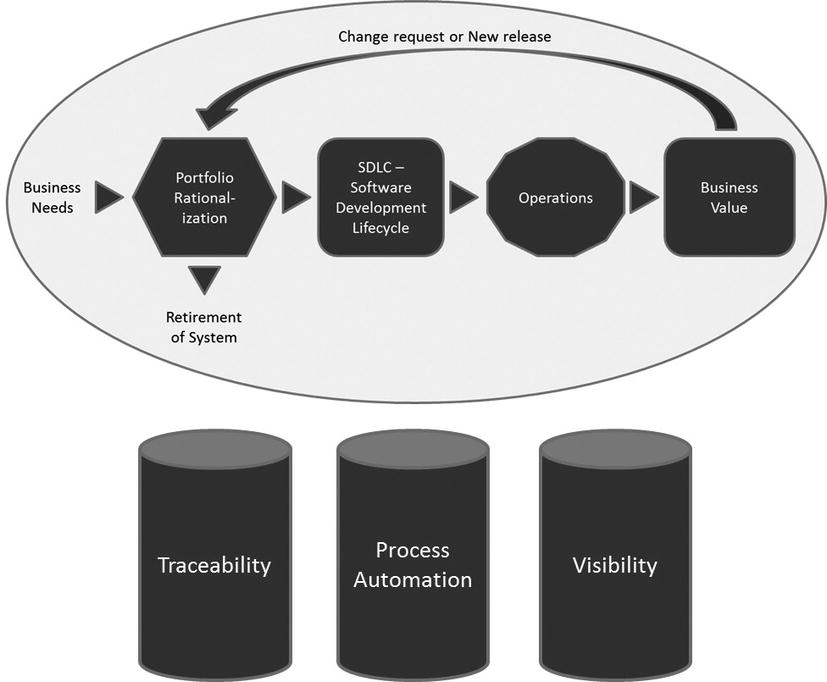 Change request or New release
Business
Needs
Portfolio
Rational-
ization
SDLC –
Software
Development
Lifecycle
Operations
Business
Value
Retirement
of System
Traceability
Process
Automation
Visibility